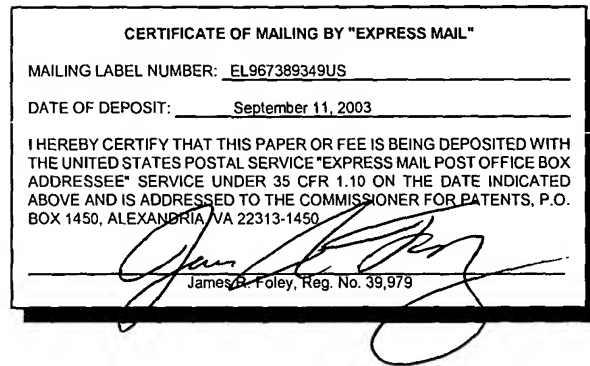 CERTIFICATE OF MAILING BY "EXPRESS MAIL"
MAILING LABEL NUMBER: EL967389349US
DATE OF DEPOSIT: September 11, 2003
I HEREBY CERTIFY THAT THIS PAPER OR FEE IS BEING DEPOSITED WITH
THE UNITED STATES POSTAL SERVICE "EXPRESS MAIL POST OFFICE BOX
ADDRESSEE" SERVICE UNDER 35 CFR 1.10 ON THE DATE INDICATED
ABOVE AND IS ADDRESSED TO THE COMMISSIONER FOR PATENTS, P.O.
BOX 1450, ALEXANDRIA, VA 22313-1450
James R. Foley, Reg. No. 39,979